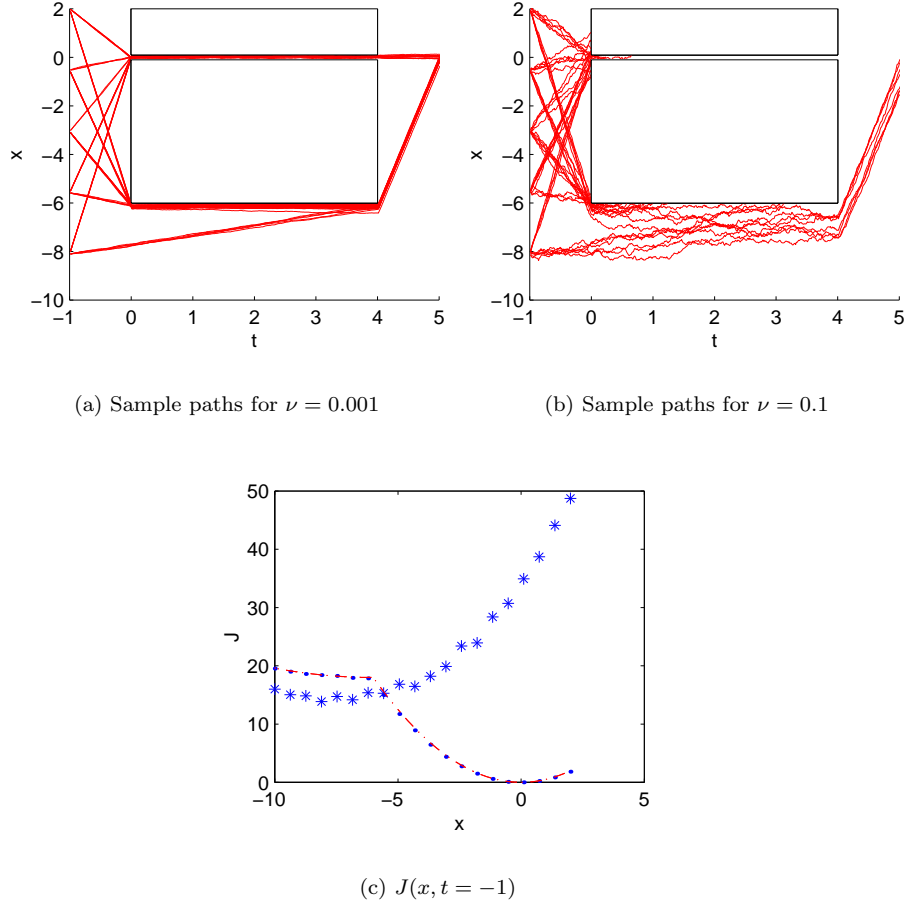 2
0
−2
−4
−6
−8
−10
x
−1 0 1 2 3 4 5
t
2
0
−2
−4
−6
−8
−10
x
−1 0 1 2 3 4 5
t
(a) Sample paths for ν = 0.001
(b) Sample paths for ν = 0.1
50
40
30
20
10
0
J
−10 −5 0 5
x
(c) J(x, t = −1)